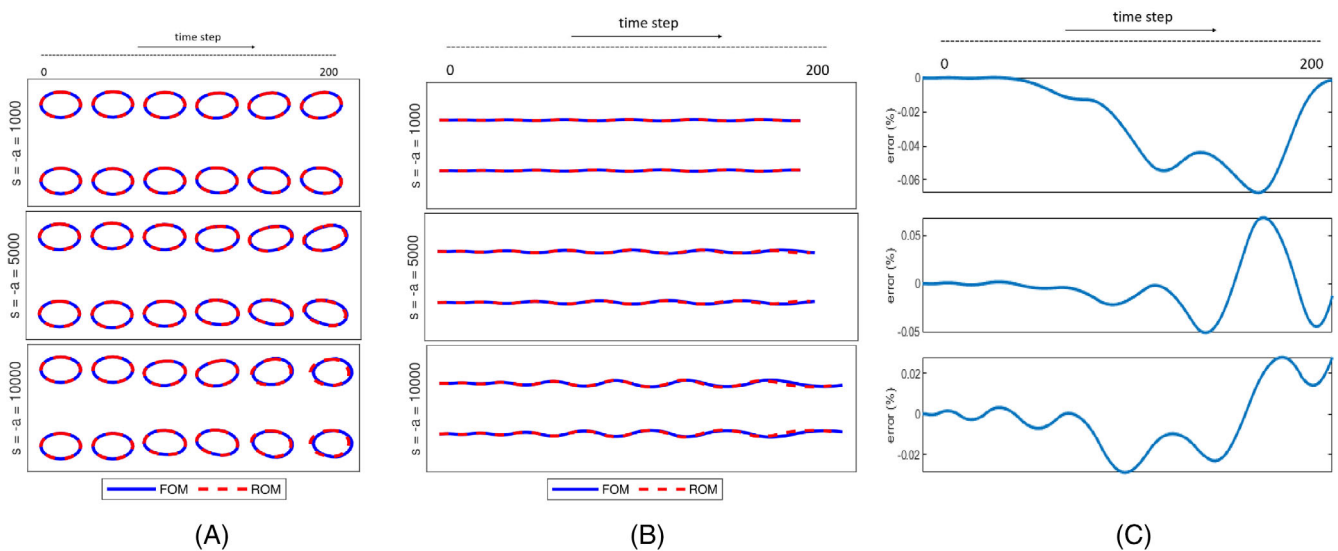 time step
0 200
s = -a = 1000
s = -a = 5000
s = -a = 10000
FOM ROM
(A)
time step
0 200
s = -a = 1000
s = -a = 5000
s = -a = 10000
FOM ROM
(B)
time step
0 200
error (%)
0
-0.02
-0.04
-0.06
error (%)
0.05
0
-0.05
error (%)
0.02
0
-0.02
(C)